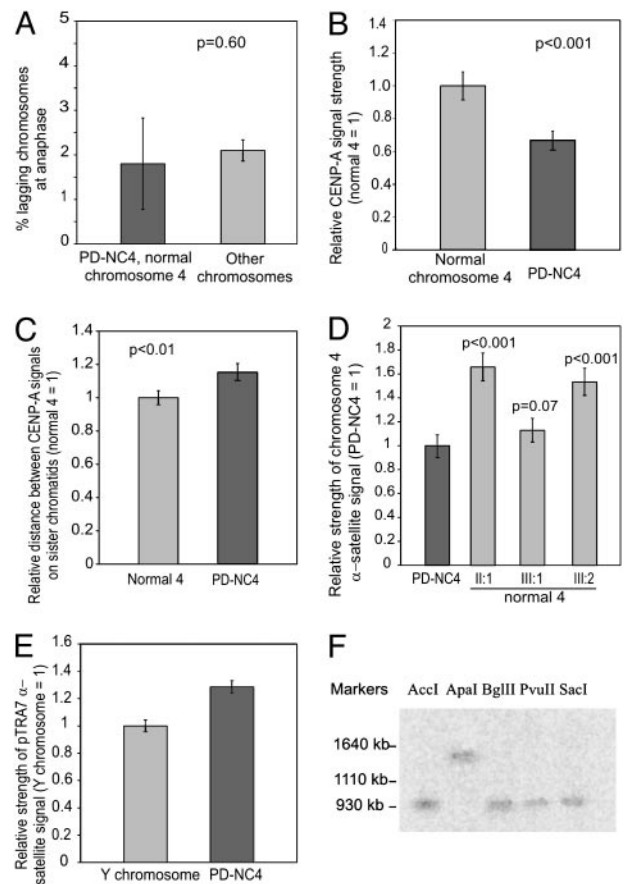 A
% lagging chromosomes
at anaphase
5
4
3
2
1
0
p=0.60
PD-NC4, normal
chromosome 4
Other
chromosomes
B
Relative CENP-A signal strength
(normal 4 = 1)
1.4
1.2
1.0
0.8
0.6
0.4
0.2
0
p<0.001
Normal
chromosome 4
PD-NC4
C
Relative distance between CENP-A signals
on sister chromatids (normal 4 = 1)
1.4
1.2
1
0.8
0.6
0.4
0.2
0
p<0.01
Normal 4
PD-NC4
D
Relative strength of chromosome 4
α–satellite signal (PD-NC4 = 1)
2
1.8
1.6
1.4
1.2
1
0.8
0.6
0.4
0.2
0
p<0.001
p=0.07
p<0.001
PD-NC4
II:1
III:1
III:2
normal 4
E
Relative strength of pTRA7 α–
satellite signal (Y chromosome = 1)
1.6
1.4
1.2
1
0.8
0.6
0.4
0.2
0
Y chromosome
PD-NC4
F
Markers AccI ApaI BglII PvuII SacI
1640 kb–
1110 kb–
930 kb –